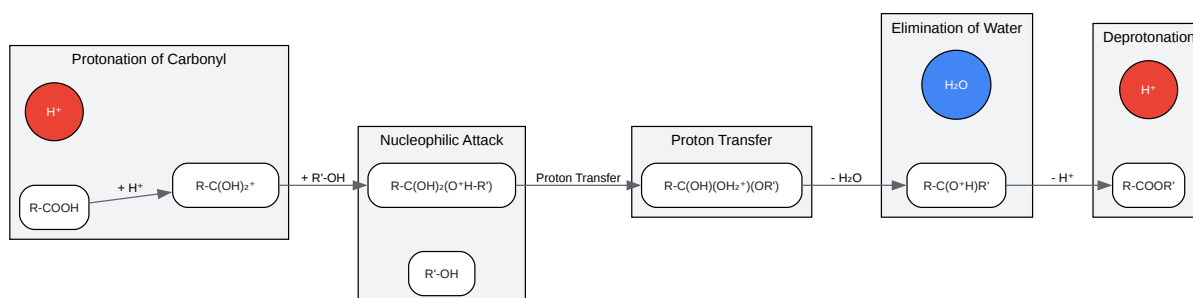 Protonation of Carbonyl
H⁺
R-COOH
+ H⁺
R-C(OH)₂⁺
+ R'-OH
Nucleophilic Attack
R-C(OH)₂(O⁺H-R')
R'-OH
Proton Transfer
Proton Transfer
R-C(OH)(OH₂⁺)(OR')
- H₂O
Elimination of Water
H₂O
R-C(O⁺H)R'
- H⁺
Deprotonation
H⁺
R-COOR'